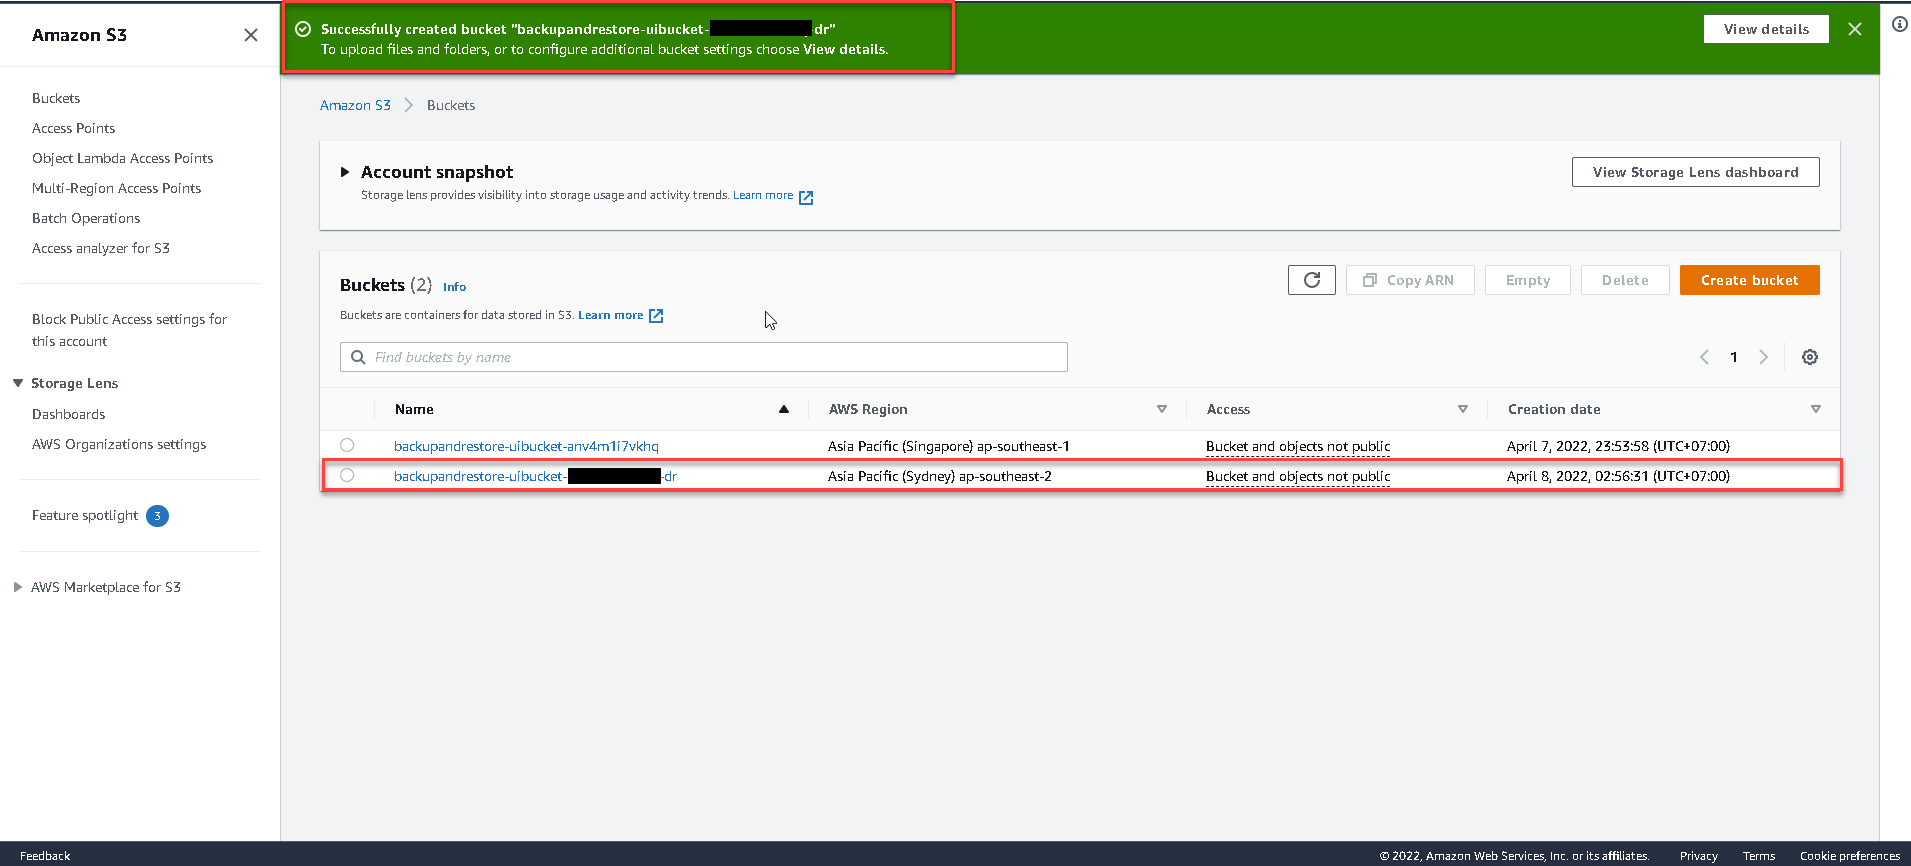 Amazon S3
Buckets
Access Points
Object Lambda Access Points
Multi-Region Access Points
Batch Operations
Access analyzer for S3
Block Public Access settings for
this account
Storage Lens
Dashboards
AWS Organizations settings
Feature spotlight 3
AWS Marketplace for S3
Successfully created bucket "backupandrestore-uibucket- -dr"
To upload files and folders, or to configure additional bucket settings choose View details.
View details
Amazon S3 Buckets
Account snapshot
Storage lens provides visibility into storage usage and activity trends. Learn more
View Storage Lens dashboard
Buckets (2) Info
Buckets are containers for data stored in S3. Learn more
Copy ARN Empty Delete Create bucket
Find buckets by name
1
Name AWS Region Access Creation date
backupandrestore-uibucket-anv4m1i7vkhq Asia Pacific (Singapore) ap-southeast-1 Bucket and objects not public April 7, 2022, 23:53:58 (UTC+07:00)
backupandrestore-uibucket- -dr Asia Pacific (Sydney) ap-southeast-2 Bucket and objects not public April 8, 2022, 02:56:31 (UTC+07:00)
Feedback © 2022, Amazon Web Services, Inc. or its affiliates. Privacy Terms Cookie preferences